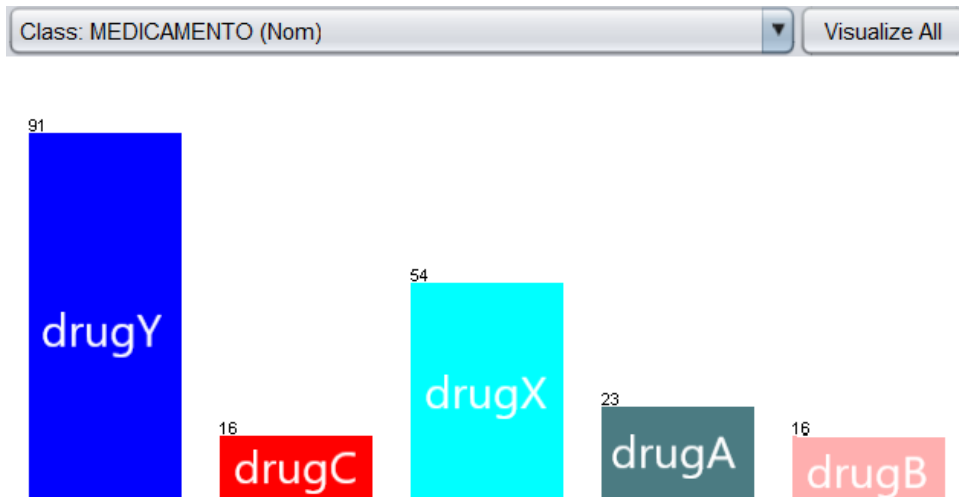 Class: MEDICAMENTO (Nom) Visualize All
91
drugY
16
drugC
54
drugX
23
drugA
16
drugB